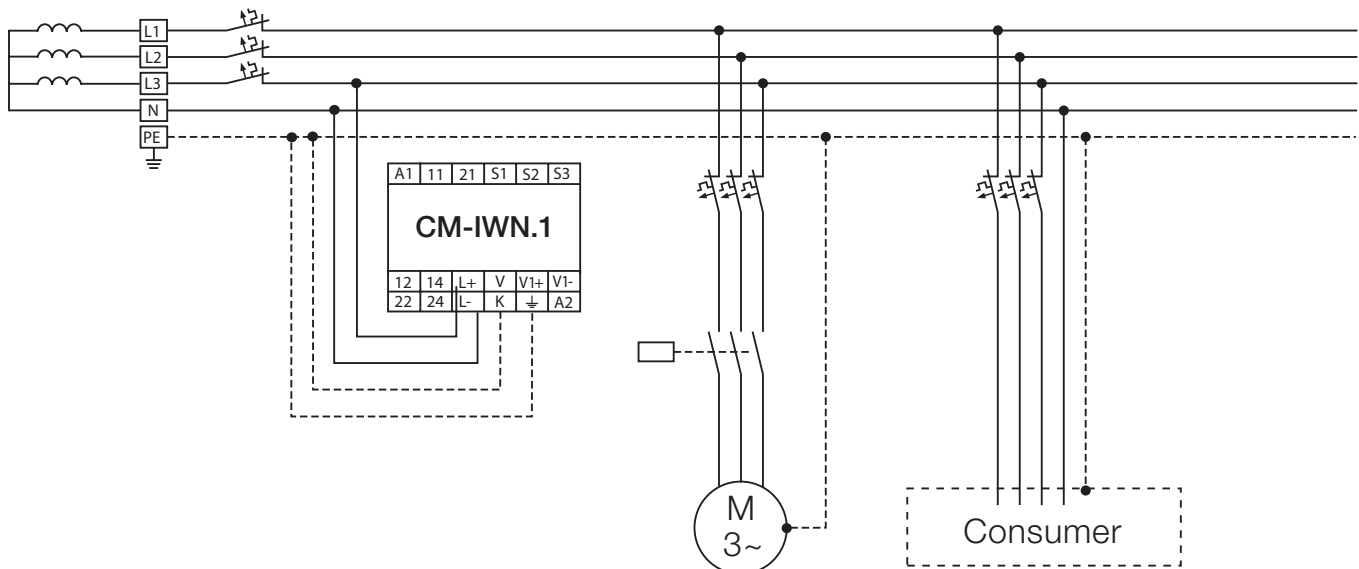 L1
L2
L3
N
PE
A1 11 21 S1 S2 S3
CM-IWN.1
12 14 L+ V V1+ V1-
22 24 L- K A2
M
3~
Consumer